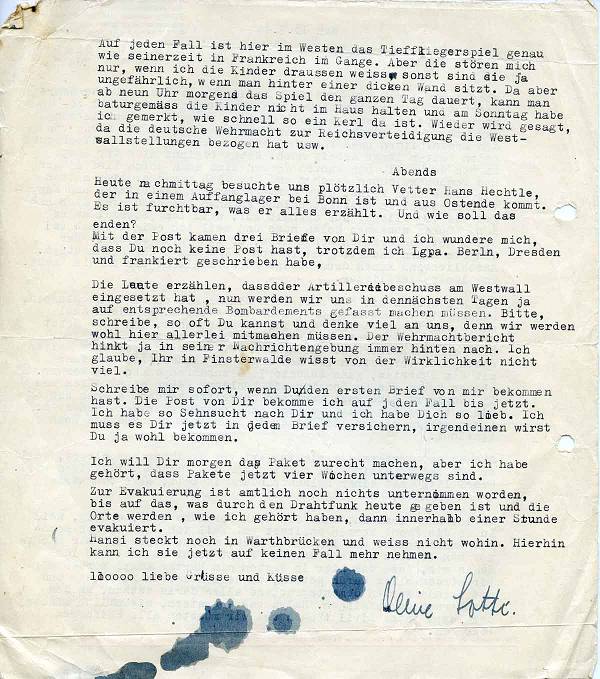 Auf jeden Fall ist hier im Westen das Tieffliegerspiel genau
wie seinerzeit in Frankreich im Gange. Aber die stören mich
nur, wenn ich die Kinder draussen weiss, sonst sind die ja
ungefährlich, wenn man hinter einer dicken Wand sitzt. Da aber
ab neun Uhr morgens das Spiel den ganzen Tag dauert, kann man
baturgemäss die Kinder nicht im Haus halten und am Sonntag habe
ich gemerkt, wie schnell so ein Kerl da ist. Wieder wird gesagt,
da die deutsche Wehrmacht zur Reichsverteidigung die West-
wallstellungen bezogen hat usw.
Abends
Heute nachmittag besuchte uns plötzlich Vetter Hans Hechtle,
der in einem Auffanglager bei Bonn ist und aus Ostende kommt.
Es ist furchtbar, was er alles erzählt. Und wie soll das
enden?
Mit der Post kamen drei Briefe von Dir und ich wundere mich,
dass Du noch keine Post hast, trotzdem ich Lgpa. Berln, Dresden
und frankiert geschrieben habe,
Die Leute erzählen, dassdder Artilleriebeschuss am Westwall
eingesetzt hat , nun werden wir uns in dennächsten Tagen ja
auf entsprechende Bombardements gefasst machen müssen. Bitte,
schreibe, so oft Du kannst und denke viel an uns, denn wir werden
wohl hier allerlei mitmachen müssen. Der Wehrmachtbericht
hinkt ja in seiner Nachrichtengebung immer hinten nach. Ich
glaube, Ihr in Finsterwalde wisst von der Wirklichkeit nicht
viel.
Schreibe mir sofort, wenn Du den ersten Brief von mir bekommen
hast. Die Post von Dir bekomme ich auf jeden Fall bis jetzt.
Ich habe so Sehnsucht nach Dir und ich habe Dich so lieb. Ich
muss es Dir jetzt in jedem Brief versichern, irgendeinen wirst
Du ja wohl bekommen.
Ich will Dir morgen das Paket zurecht machen, aber ich habe
gehört, dass Pakete jetzt vier Wochen unterwegs sind.
Zur Evakuierung ist amtlich noch nichts unternommen worden,
bis auf das, was durch den Drahtfunk heute ge geben ist und die
Orte werden , wie ich gehört haben, dann innerhalb einer Stunde
evakuiert.
Hansi steckt noch in Warthbrücken und weiss nicht wohin. Hierhin
kann ich sie jetzt auf keinen Fall mehr nehmen.
10oooo liebe Grüsse und Küsse
Deine Lotte.